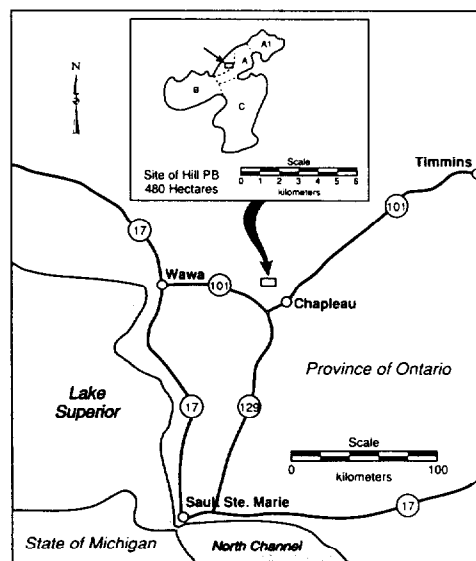 A1
A
B
C
N
Site of Hill PB
480 Hectares
Scale
0 1 2 3 4 5 6
kilometers
Timmins
101
17
Wawa
101
Chapleau
Province of Ontario
Lake
Superior
17
129
Scale
0 100
kilometers
Sault Ste. Marie
17
State of Michigan
North Channel